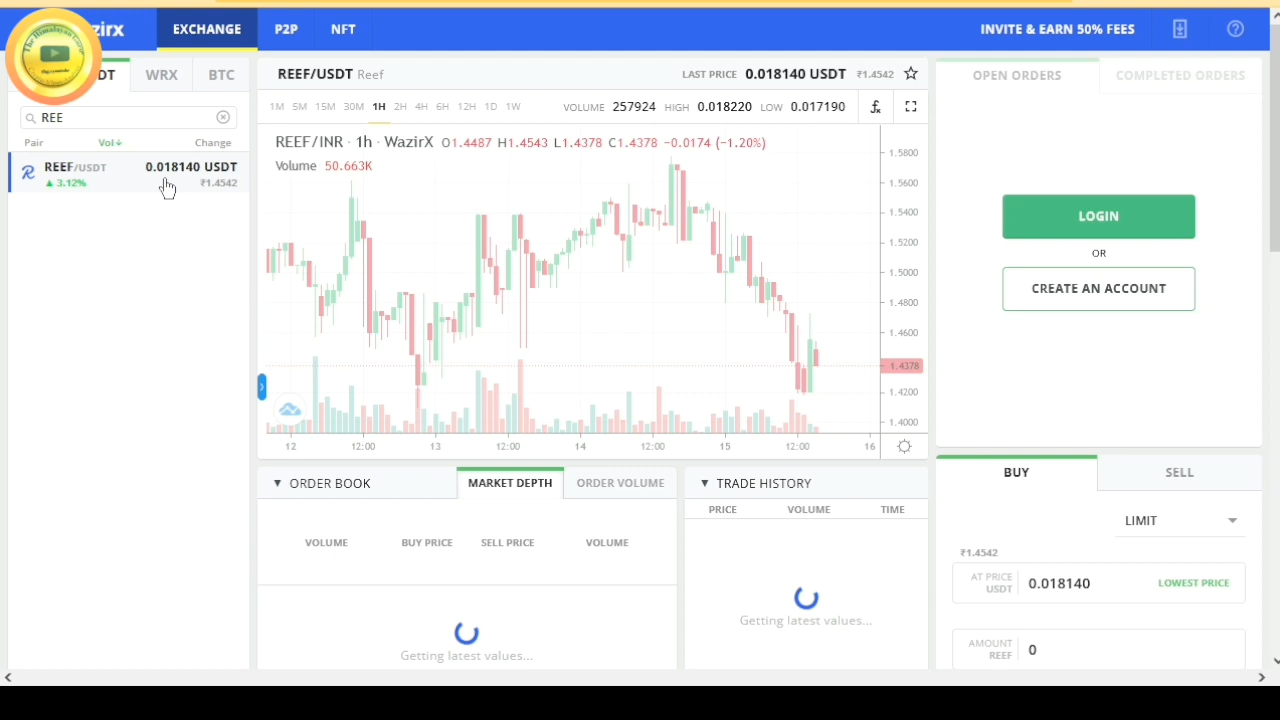 zirx
EXCHANGE
P2P
NFT
INVITE & EARN 50% FEES
DT
WRX
BTC
REE
Pair
Vol↓
Change
REEF/USDT
0.018140 USDT
▲ 3.12%
₹1.4542
REEF/USDT Reef
LAST PRICE 0.018140 USDT ₹1.4542
1M 5M 15M 30M 1H 2H 4H 6H 12H 1D 1W
VOLUME 257924 HIGH 0.018220 LOW 0.017190
REEF/INR · 1h · WazirX O1.4487 H1.4543 L1.4378 C1.4378 −0.0174 (−1.20%)
Volume 50.663K
1.5800
1.5600
1.5400
1.5200
1.5000
1.4800
1.4600
1.4378
1.4200
1.4000
12 12:00 13 12:00 14 12:00 15 12:00 16
ORDER BOOK
MARKET DEPTH
ORDER VOLUME
VOLUME
BUY PRICE
SELL PRICE
VOLUME
Getting latest values...
TRADE HISTORY
PRICE
VOLUME
TIME
Getting latest values...
OPEN ORDERS
COMPLETED ORDERS
LOGIN
OR
CREATE AN ACCOUNT
BUY
SELL
LIMIT
₹1.4542
AT PRICE
USDT
0.018140
LOWEST PRICE
AMOUNT
REEF
0